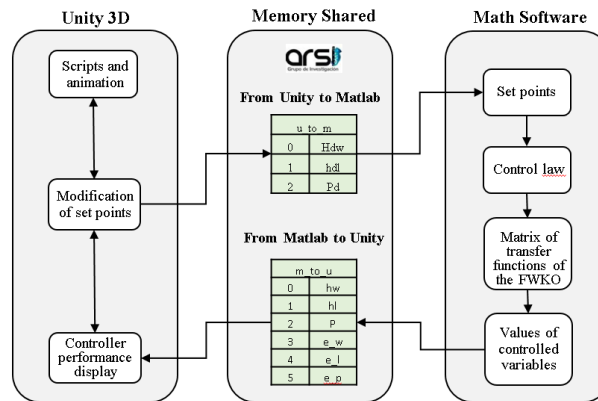 Unity 3D
Memory Shared
Math Software
Scripts and
animation
Modification
of set points
Controller
performance
display
arsi
Grupo de Investigación
From Unity to Matlab
u_to_m
0 Hdw
1 hdl
2 Pd
From Matlab to Unity
m_to_u
0 hw
1 hl
2 P
3 e_w
4 e_l
5 e_p
Set points
Control law
Matrix of
transfer
functions of
the FWKO
Values of
controlled
variables